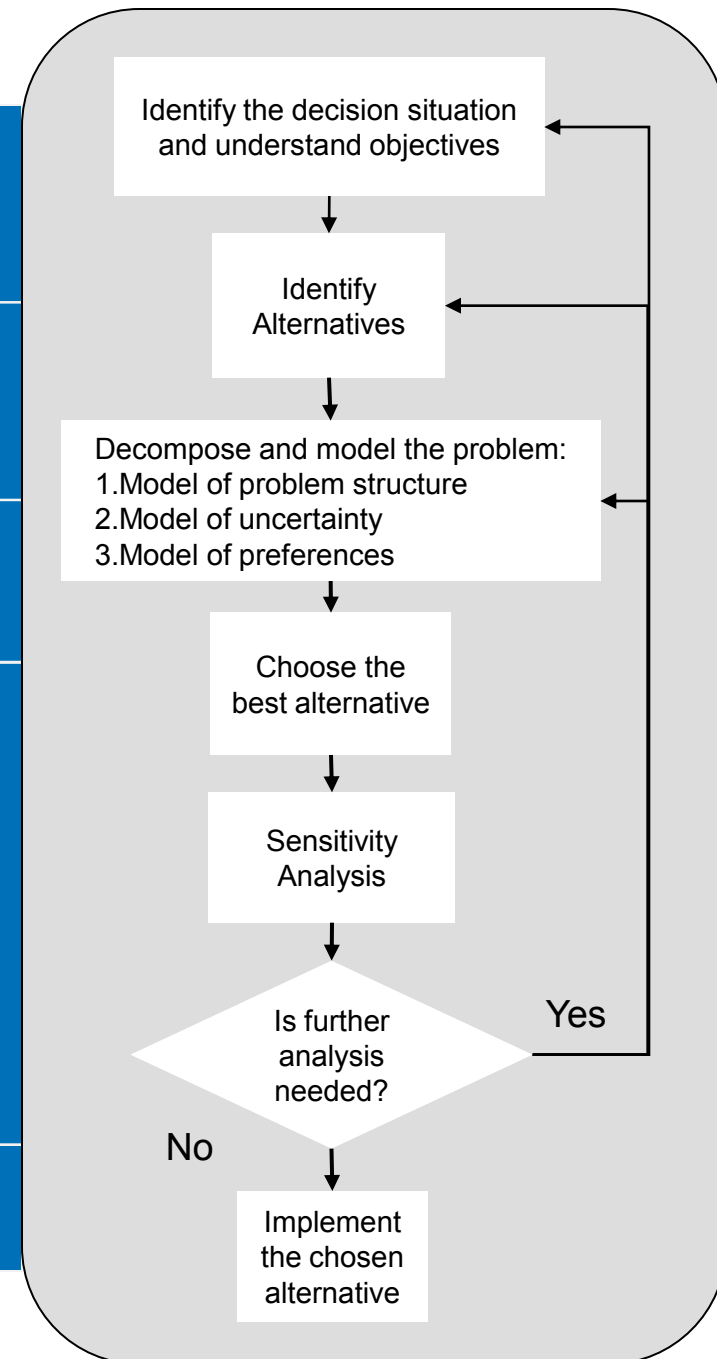 Identify the decision situation
and understand objectives
Identify
Alternatives
Decompose and model the problem:
1.Model of problem structure
2.Model of uncertainty
3.Model of preferences
Choose the
best alternative
Sensitivity
Analysis
Is further
analysis
needed?
Yes
No
Implement
the chosen
alternative